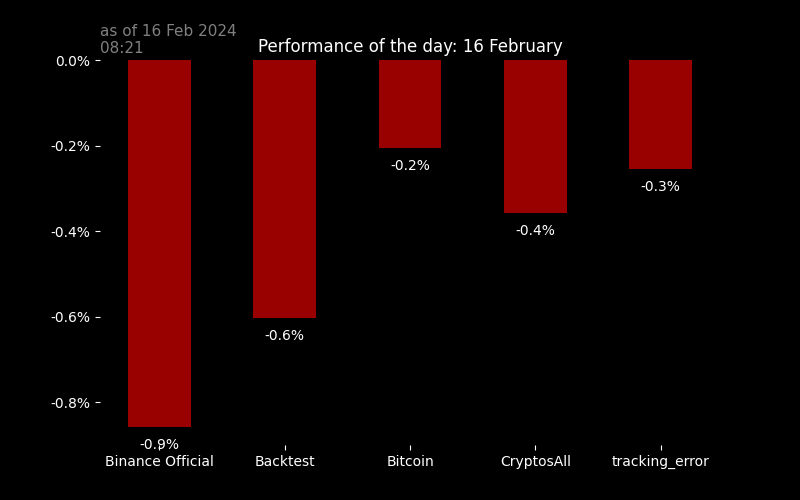 as of 16 Feb 2024
08:21
Performance of the day: 16 February
0.0%
-0.2%
-0.4%
-0.6%
-0.8%
-0.9%
-0.6%
-0.2%
-0.4%
-0.3%
Binance Official
Backtest
Bitcoin
CryptosAll
tracking_error